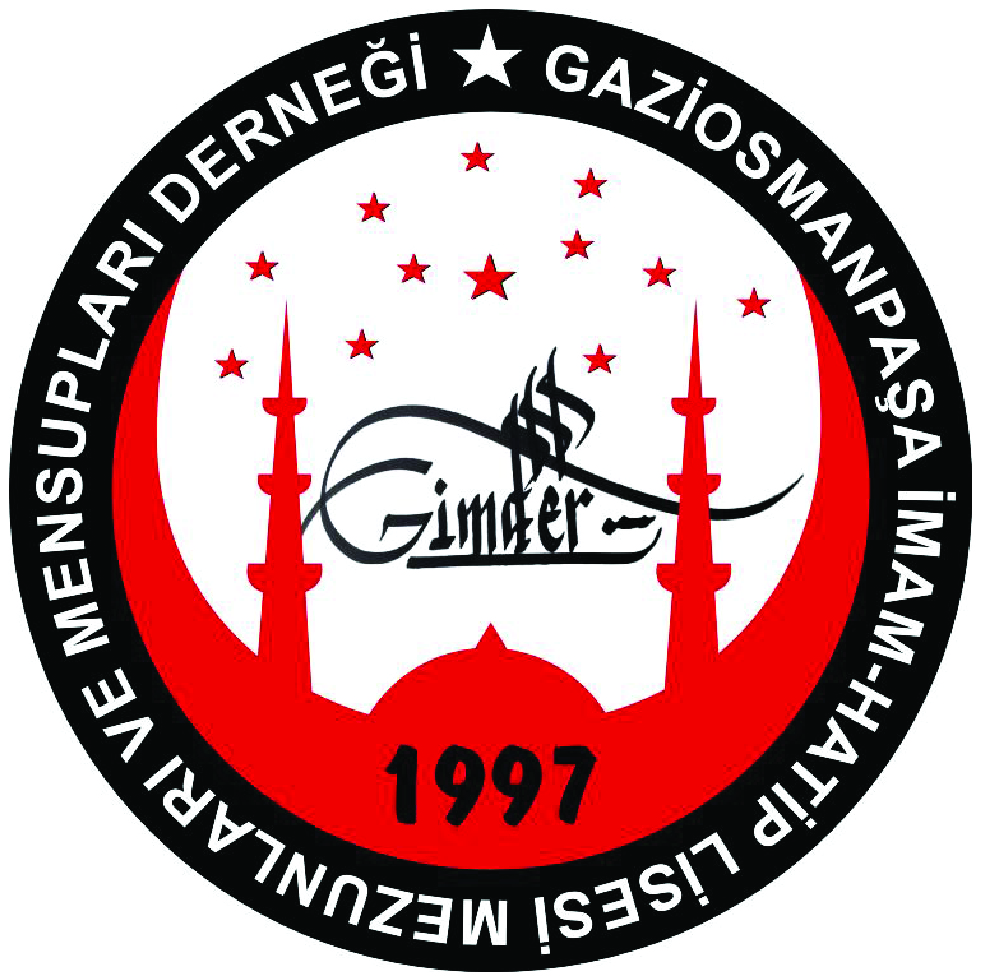 GAZİOSMANPAŞA İMAM-HATİP LİSESİ MEZUNLARI VE MENSUPLARI DERNEĞİ
Gimder
1997